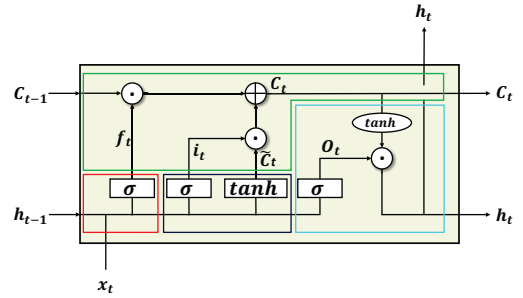 h_t
C_{t-1}
C_t
C_t
f_t
i_t
C̃_t
O_t
tanh
σ
σ
tanh
σ
h_{t-1}
h_t
x_t